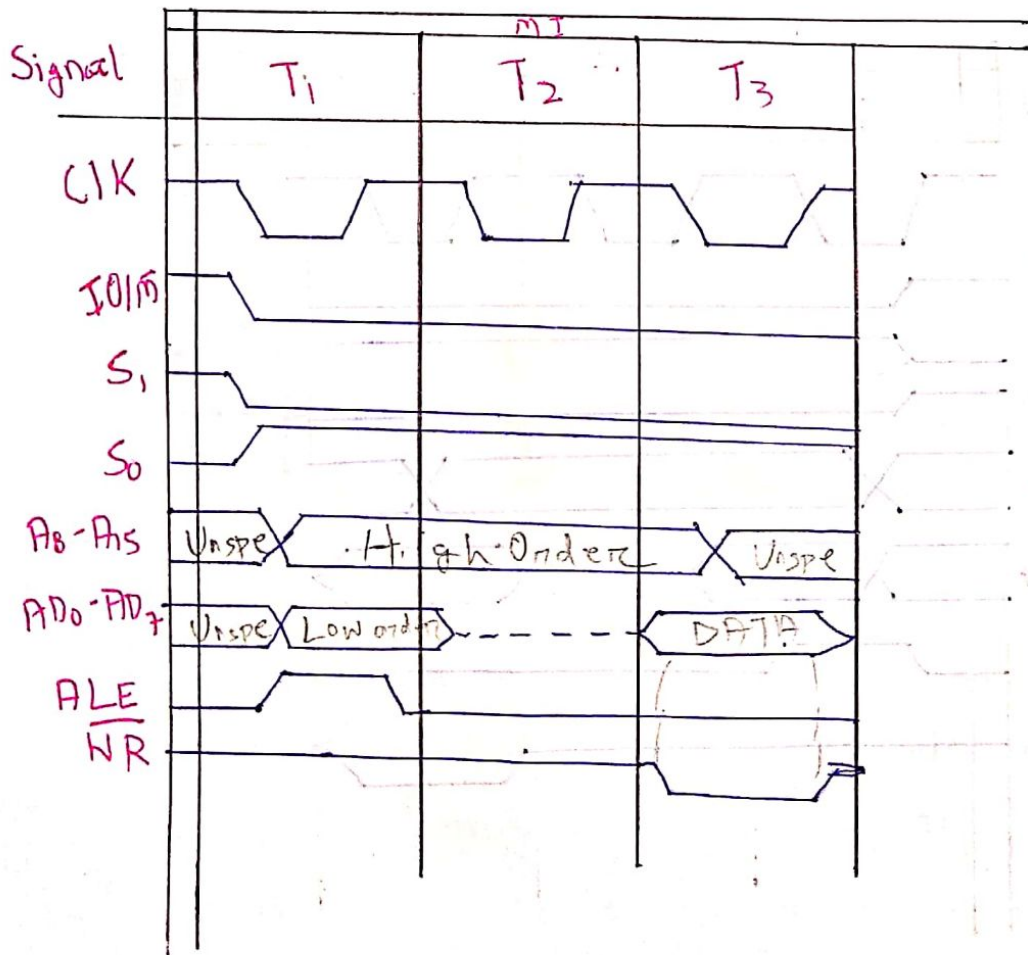 MI
Signal T1 T2 T3
ClK
IO/M̅
S1
S0
A8-A15 Unspe High-Order Unspe
AD0-AD7 Unspe Low order DATA
ALE
W̅R̅